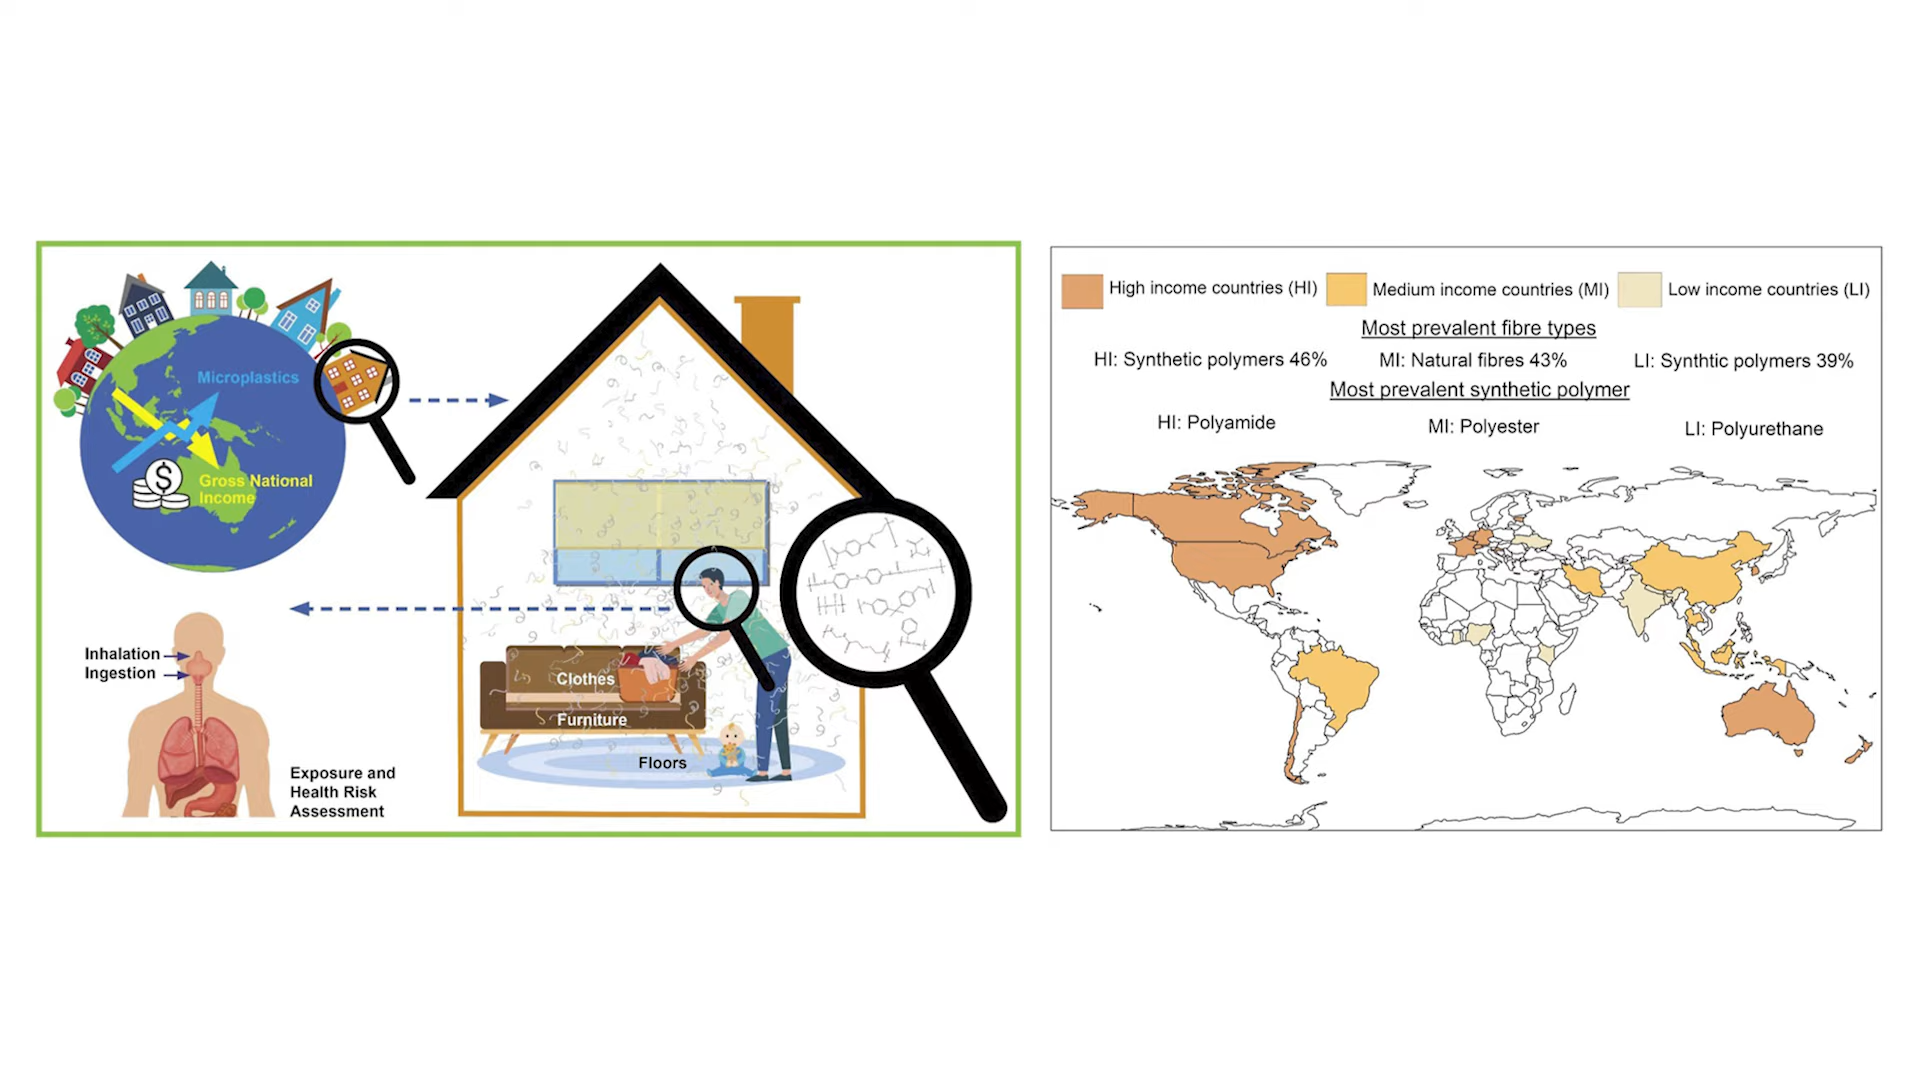 Microplastics
$
Gross National
Income
Inhalation
Ingestion
Exposure and
Health Risk
Assessment
Clothes
Furniture
Floors
High income countries (HI)
Medium income countries (MI)
Low income countries (LI)
Most prevalent fibre types
HI: Synthetic polymers 46%
MI: Natural fibres 43%
LI: Synthtic polymers 39%
Most prevalent synthetic polymer
HI: Polyamide
MI: Polyester
LI: Polyurethane